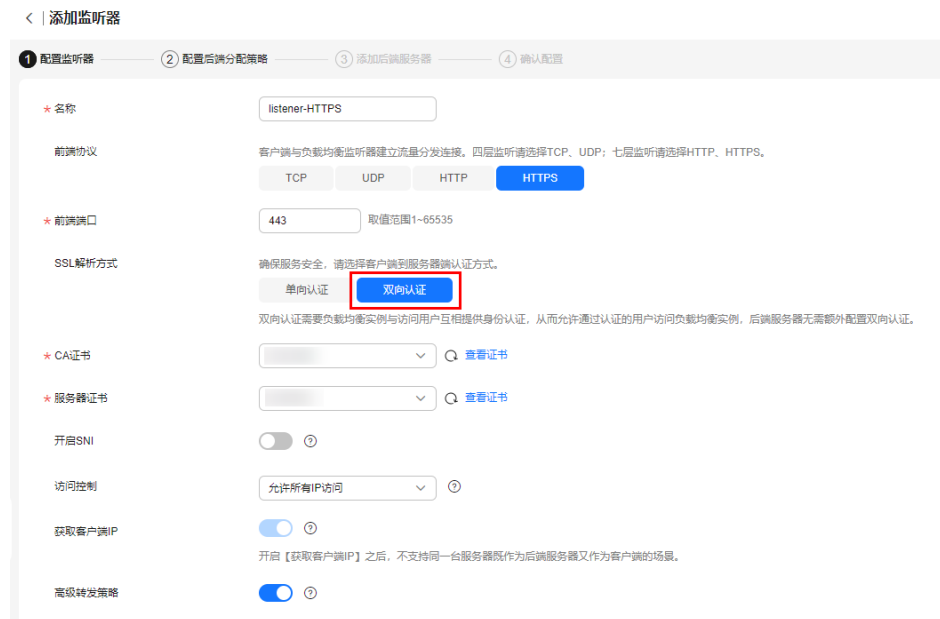 添加监听器
1 配置监听器 2 配置后端分配策略 3 添加后端服务器 4 确认配置
* 名称 listener-HTTPS
前端协议 客户端与负载均衡监听器建立流量分发连接。四层监听请选择TCP、UDP；七层监听请选择HTTP、HTTPS。
TCP UDP HTTP HTTPS
* 前端端口 443 取值范围1~65535
SSL解析方式 确保服务安全，请选择客户端到服务器端认证方式。
单向认证 双向认证
双向认证需要负载均衡实例与访问用户互相提供身份认证，从而允许通过认证的用户访问负载均衡实例，后端服务器无需额外配置双向认证。
* CA证书 查看证书
* 服务器证书 查看证书
开启SNI ?
访问控制 允许所有IP访问 ?
获取客户端IP ?
开启【获取客户端IP】之后，不支持同一台服务器既作为后端服务器又作为客户端的场景。
高级转发策略 ?